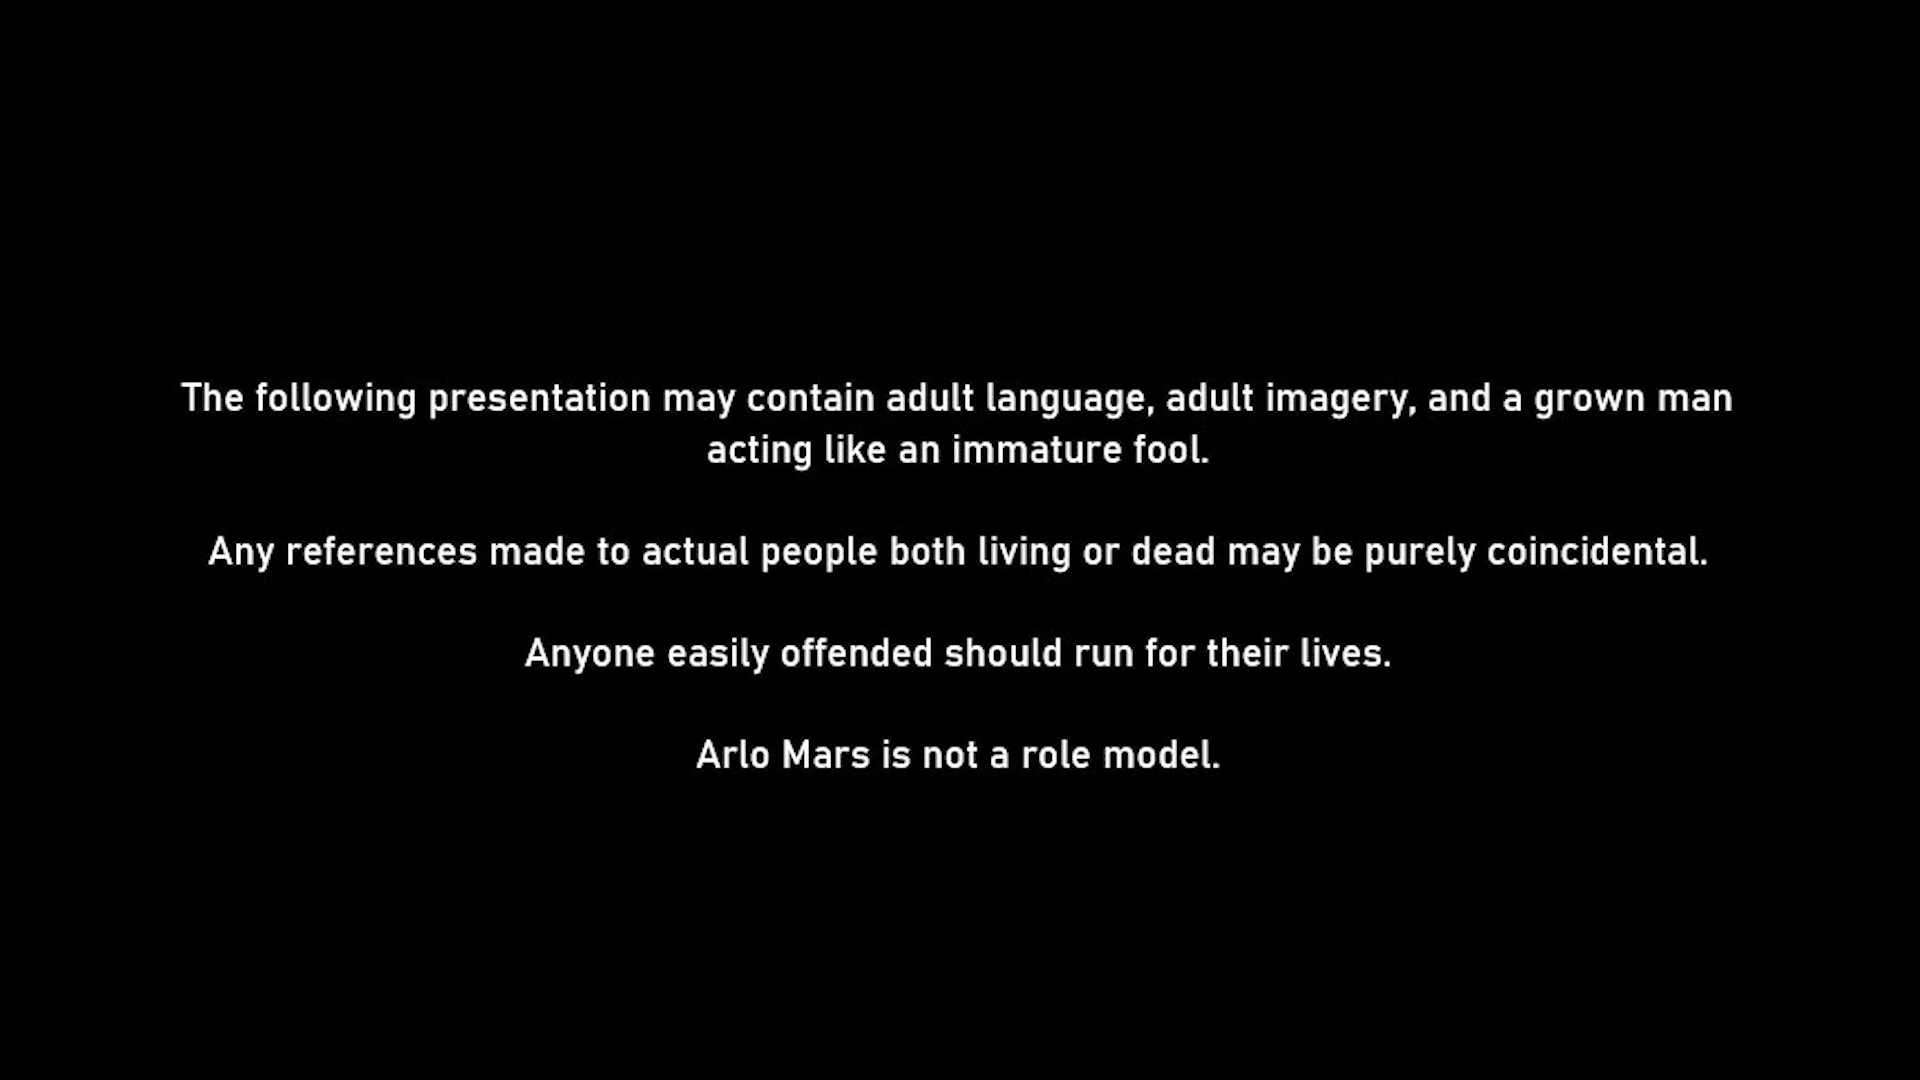 The following presentation may contain adult language, adult imagery, and a grown man
acting like an immature fool.
Any references made to actual people both living or dead may be purely coincidental.
Anyone easily offended should run for their lives.
Arlo Mars is not a role model.